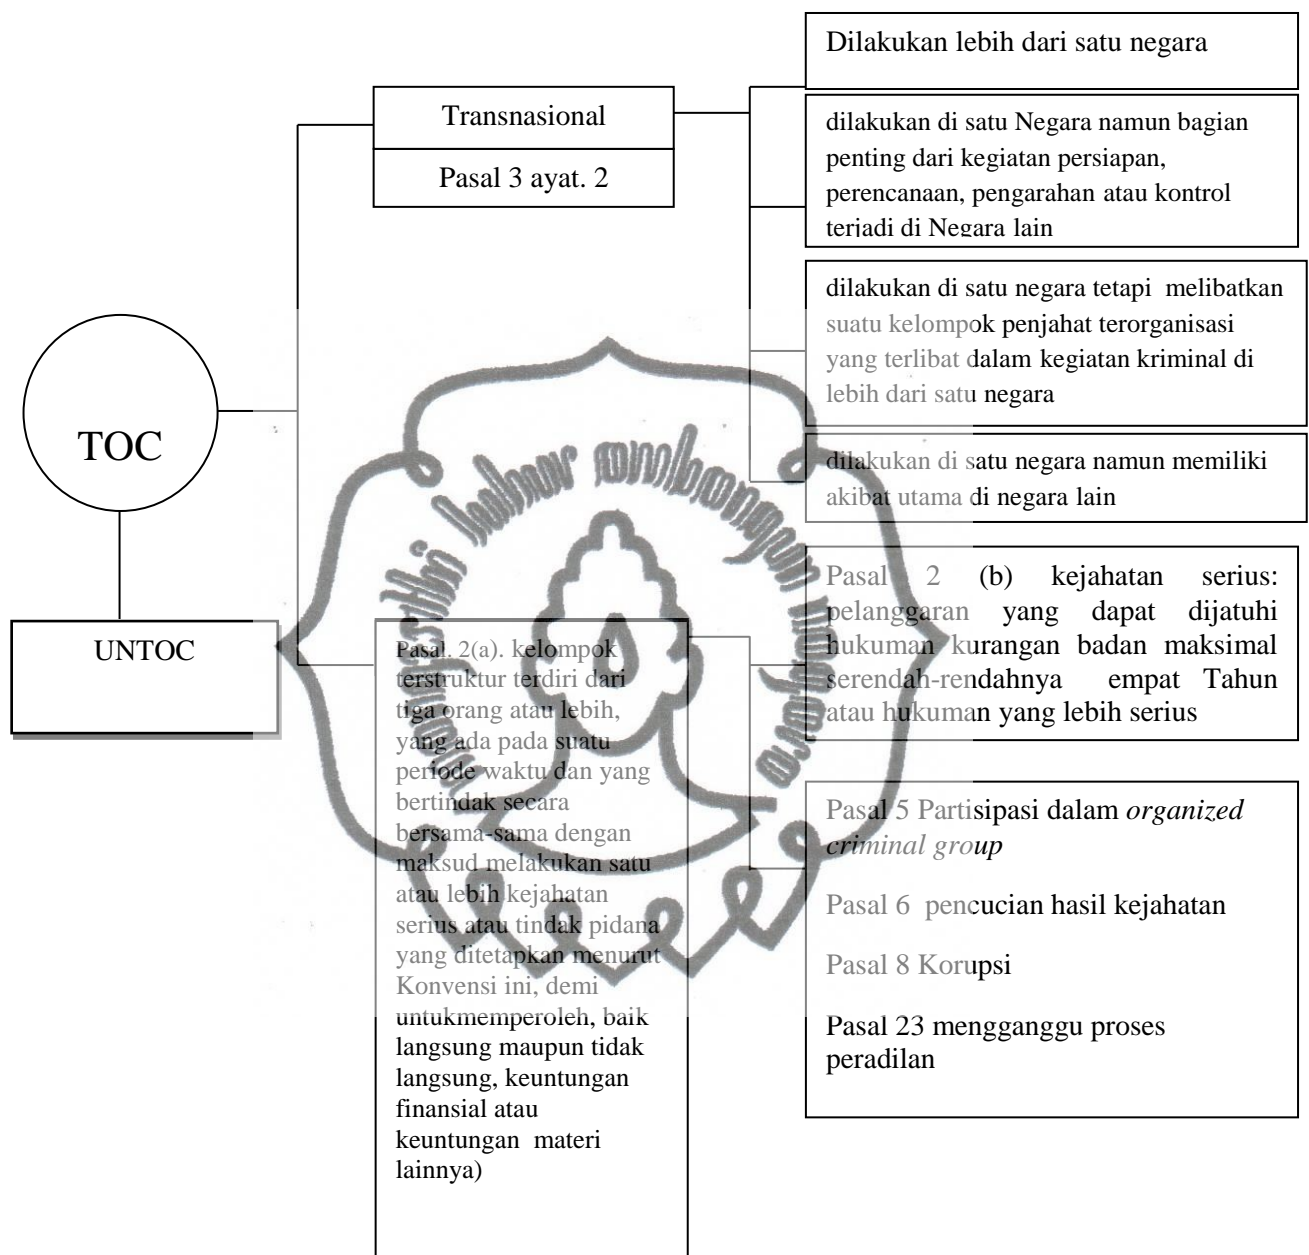 Dilakukan lebih dari satu negara
Transnasional
Pasal 3 ayat. 2
dilakukan di satu Negara namun bagian
penting dari kegiatan persiapan,
perencanaan, pengarahan atau kontrol
terjadi di Negara lain
dilakukan di satu negara tetapi melibatkan
suatu kelompok penjahat terorganisasi
yang terlibat dalam kegiatan kriminal di
lebih dari satu negara
TOC
dilakukan di satu negara namun memiliki
akibat utama di negara lain
UNTOC
Pasal. 2(a). kelompok
terstruktur terdiri dari
tiga orang atau lebih,
yang ada pada suatu
periode waktu dan yang
bertindak secara
bersama-sama dengan
maksud melakukan satu
atau lebih kejahatan
serius atau tindak pidana
yang ditetapkan menurut
Konvensi ini, demi
untukmemperoleh, baik
langsung maupun tidak
langsung, keuntungan
finansial atau
keuntungan materi
lainnya)
Pasal 2 (b) kejahatan serius:
pelanggaran yang dapat dijatuhi
hukuman kurangan badan maksimal
serendah-rendahnya empat Tahun
atau hukuman yang lebih serius
Pasal 5 Partisipasi dalam organized
criminal group
Pasal 6 pencucian hasil kejahatan
Pasal 8 Korupsi
Pasal 23 mengganggu proses
peradilan